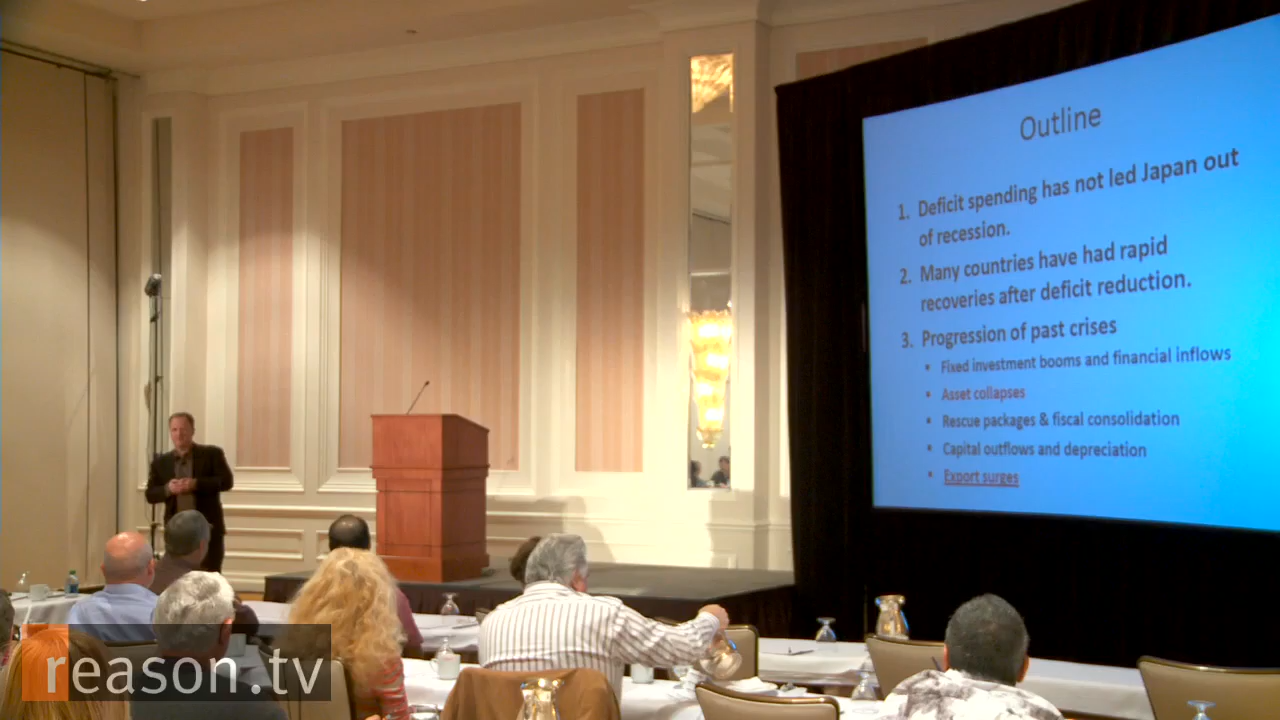 Outline
1. Deficit spending has not led Japan out
of recession.
2. Many countries have had rapid
recoveries after deficit reduction.
3. Progression of past crises
• Fixed investment booms and financial inflows
• Asset collapses
• Rescue packages & fiscal consolidation
• Capital outflows and depreciation
• Export surges
reason.tv